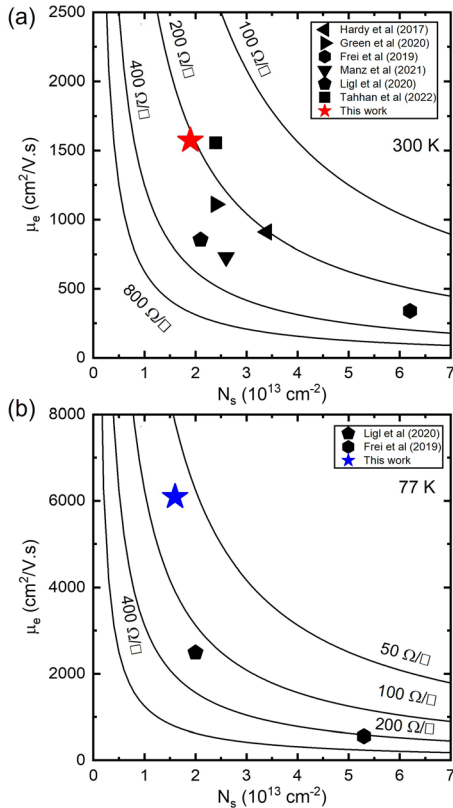 (a)
2500
2000
1500
1000
500
0
μe (cm²/V.s)
200 Ω/□
100 Ω/□
400 Ω/□
800 Ω/□
Hardy et al (2017)
Green et al (2020)
Frei et al (2019)
Manz et al (2021)
Ligl et al (2020)
Tahhan et al (2022)
This work
300 K
0 1 2 3 4 5 6 7
Ns (10¹³ cm⁻²)
(b)
8000
6000
4000
2000
0
μe (cm²/V.s)
Ligl et al (2020)
Frei et al (2019)
This work
77 K
400 Ω/□
50 Ω/□
100 Ω/□
200 Ω/□
0 1 2 3 4 5 6 7
Ns (10¹³ cm⁻²)